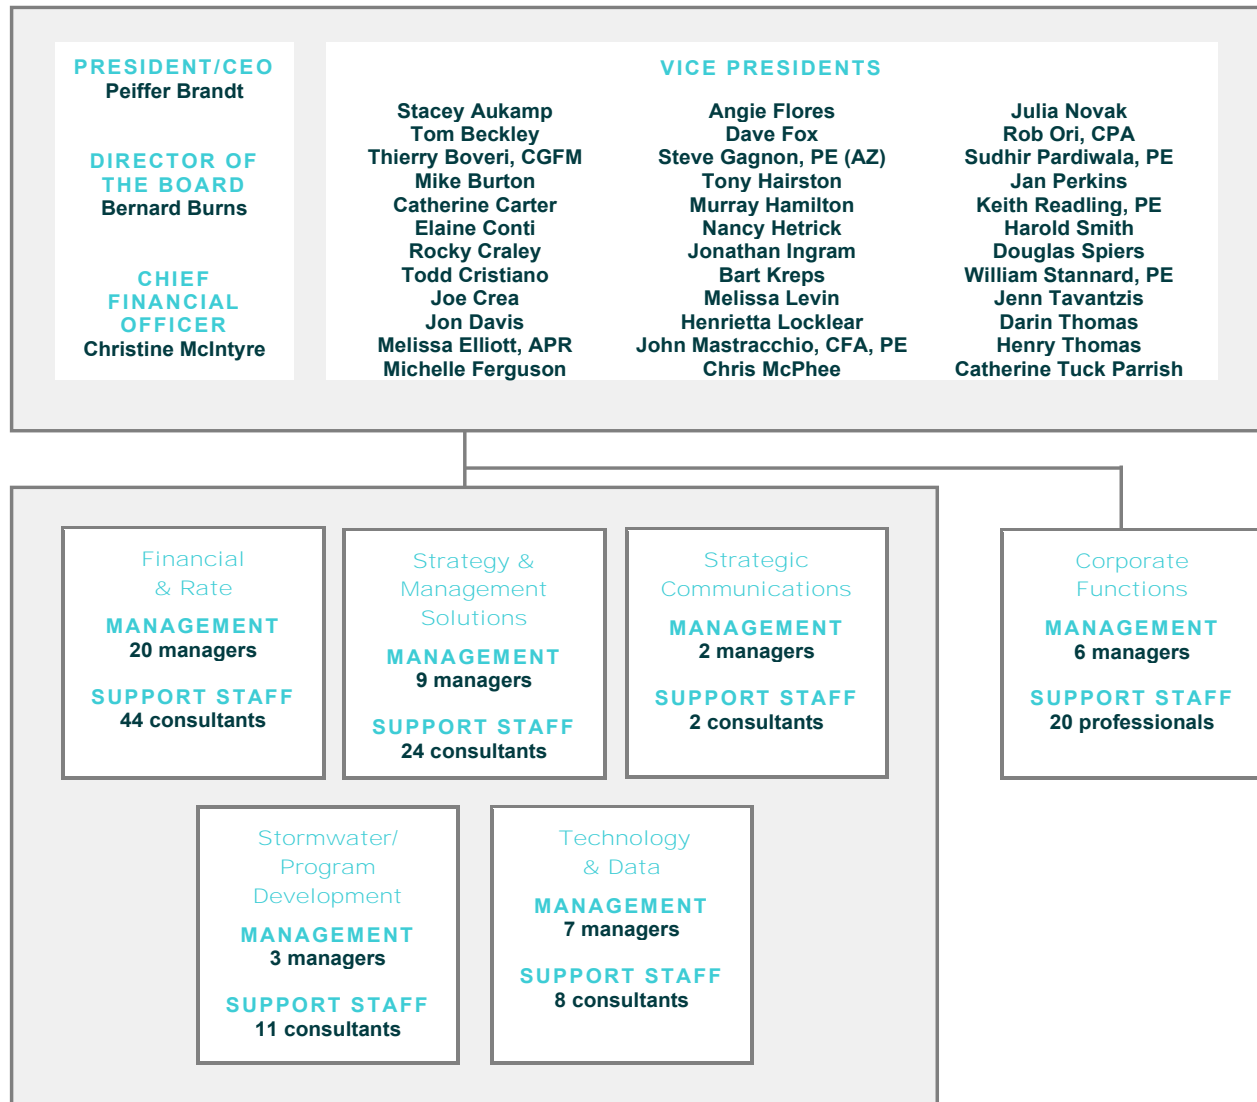 PRESIDENT/CEO
Peiffer Brandt
DIRECTOR OF
THE BOARD
Bernard Burns
CHIEF
FINANCIAL
OFFICER
Christine McIntyre
VICE PRESIDENTS
Stacey Aukamp
Tom Beckley
Thierry Boveri, CGFM
Mike Burton
Catherine Carter
Elaine Conti
Rocky Craley
Todd Cristiano
Joe Crea
Jon Davis
Melissa Elliott, APR
Michelle Ferguson
Angie Flores
Dave Fox
Steve Gagnon, PE (AZ)
Tony Hairston
Murray Hamilton
Nancy Hetrick
Jonathan Ingram
Bart Kreps
Melissa Levin
Henrietta Locklear
John Mastracchio, CFA, PE
Chris McPhee
Julia Novak
Rob Ori, CPA
Sudhir Pardiwala, PE
Jan Perkins
Keith Readling, PE
Harold Smith
Douglas Spiers
William Stannard, PE
Jenn Tavantzis
Darin Thomas
Henry Thomas
Catherine Tuck Parrish
Financial
& Rate
MANAGEMENT
20 managers
SUPPORT STAFF
44 consultants
Strategy &
Management
Solutions
MANAGEMENT
9 managers
SUPPORT STAFF
24 consultants
Strategic
Communications
MANAGEMENT
2 managers
SUPPORT STAFF
2 consultants
Corporate
Functions
MANAGEMENT
6 managers
SUPPORT STAFF
20 professionals
Stormwater/
Program
Development
MANAGEMENT
3 managers
SUPPORT STAFF
11 consultants
Technology
& Data
MANAGEMENT
7 managers
SUPPORT STAFF
8 consultants